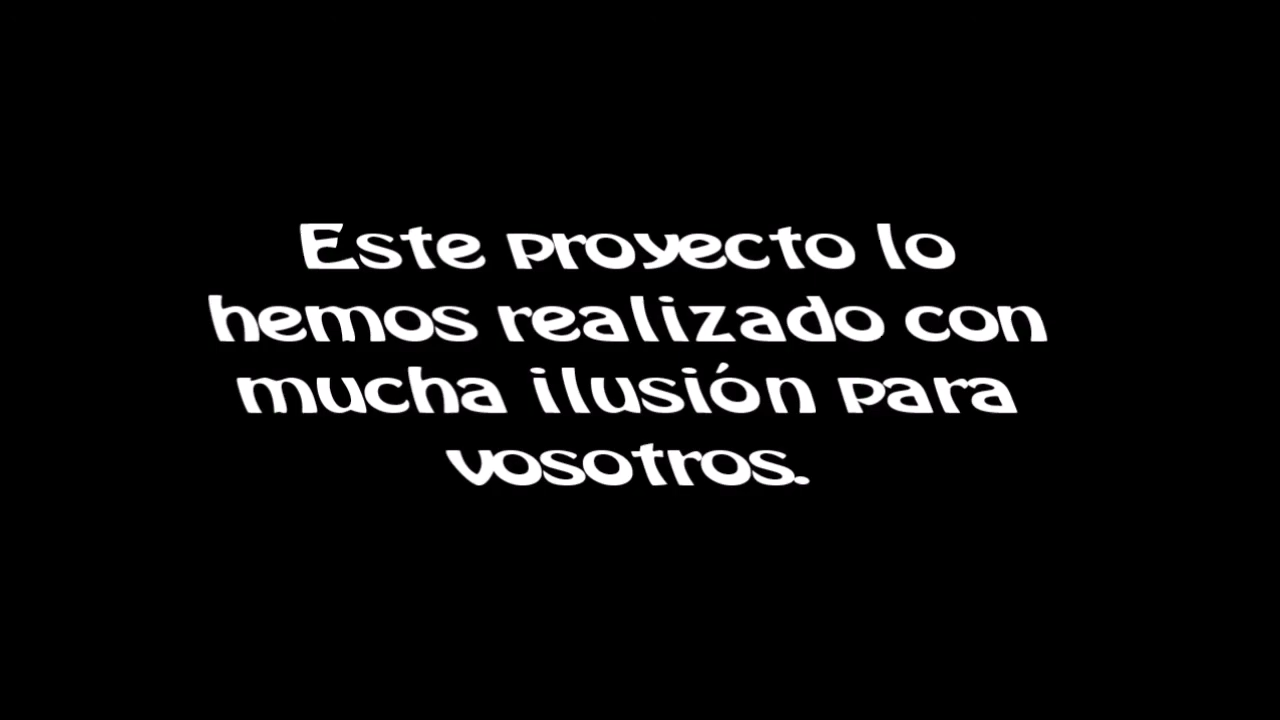 Este proyecto lo
hemos realizado con
mucha ilusión para
vosotros.